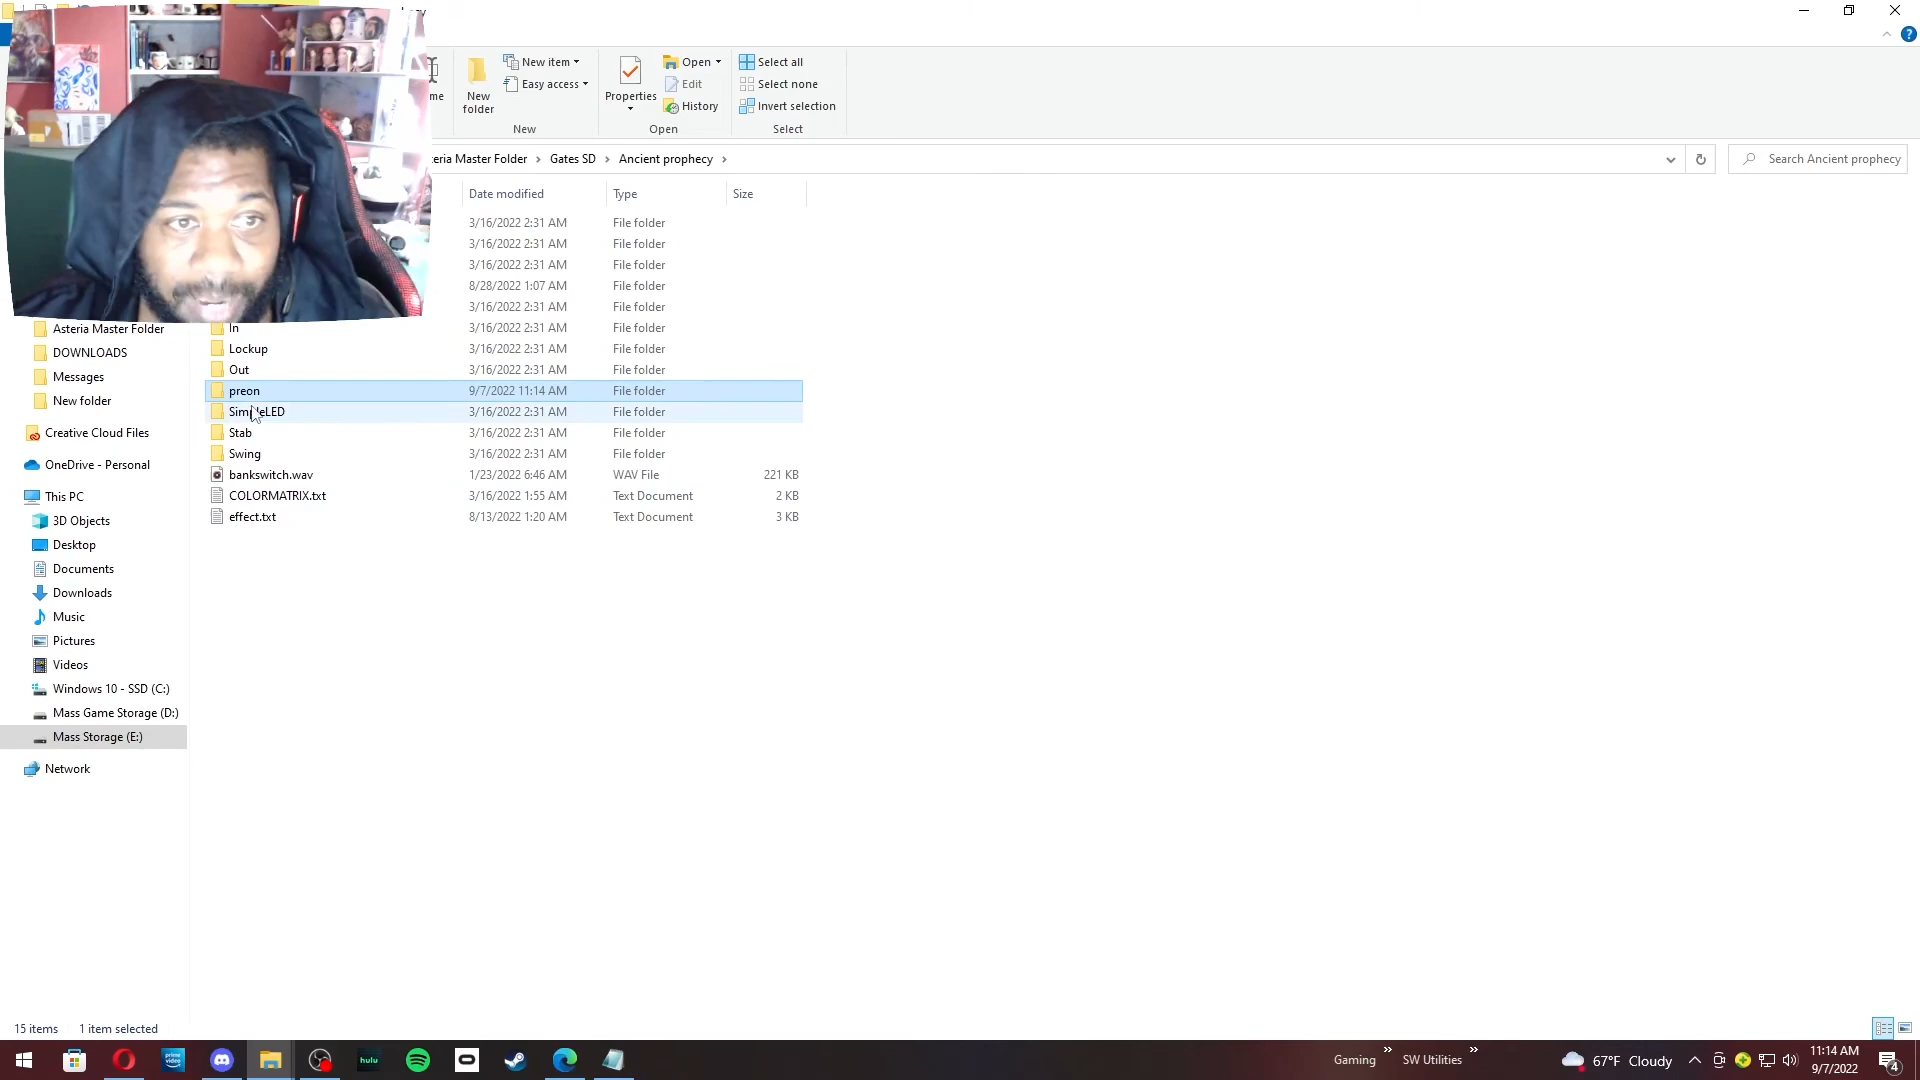 me
New
folder
New item
Easy access
New
Properties
Open
Edit
History
Open
Select all
Select none
Invert selection
Select
teria Master Folder > Gates SD > Ancient prophecy >
Search Ancient prophecy
Date modified
Type
Size
3/16/2022 2:31 AM File folder
3/16/2022 2:31 AM File folder
3/16/2022 2:31 AM File folder
8/28/2022 1:07 AM File folder
3/16/2022 2:31 AM File folder
In 3/16/2022 2:31 AM File folder
Lockup 3/16/2022 2:31 AM File folder
Out 3/16/2022 2:31 AM File folder
preon 9/7/2022 11:14 AM File folder
SimpleLED 3/16/2022 2:31 AM File folder
Stab 3/16/2022 2:31 AM File folder
Swing 3/16/2022 2:31 AM File folder
bankswitch.wav 1/23/2022 6:46 AM WAV File 221 KB
COLORMATRIX.txt 3/16/2022 1:55 AM Text Document 2 KB
effect.txt 8/13/2022 1:20 AM Text Document 3 KB
Asteria Master Folder
DOWNLOADS
Messages
New folder
Creative Cloud Files
OneDrive - Personal
This PC
3D Objects
Desktop
Documents
Downloads
Music
Pictures
Videos
Windows 10 - SSD (C:)
Mass Game Storage (D:)
Mass Storage (E:)
Network
15 items 1 item selected
prime video
hulu
Gaming
SW Utilities
67°F Cloudy
11:14 AM
9/7/2022
4